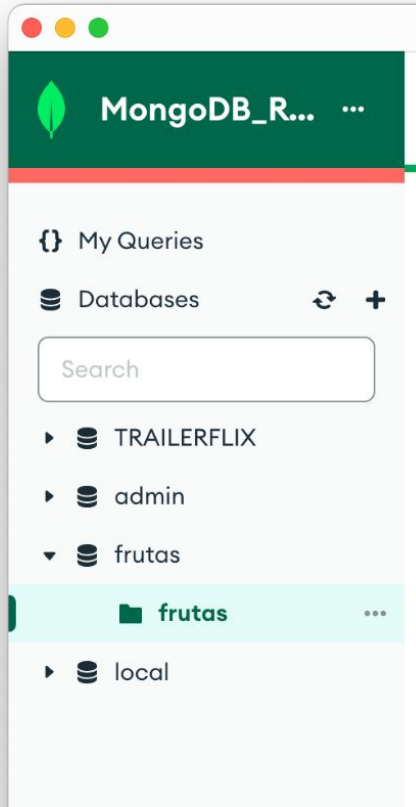 MongoDB_R... ...
{} My Queries
Databases
Search
TRAILERFLIX
admin
frutas
frutas ...
local